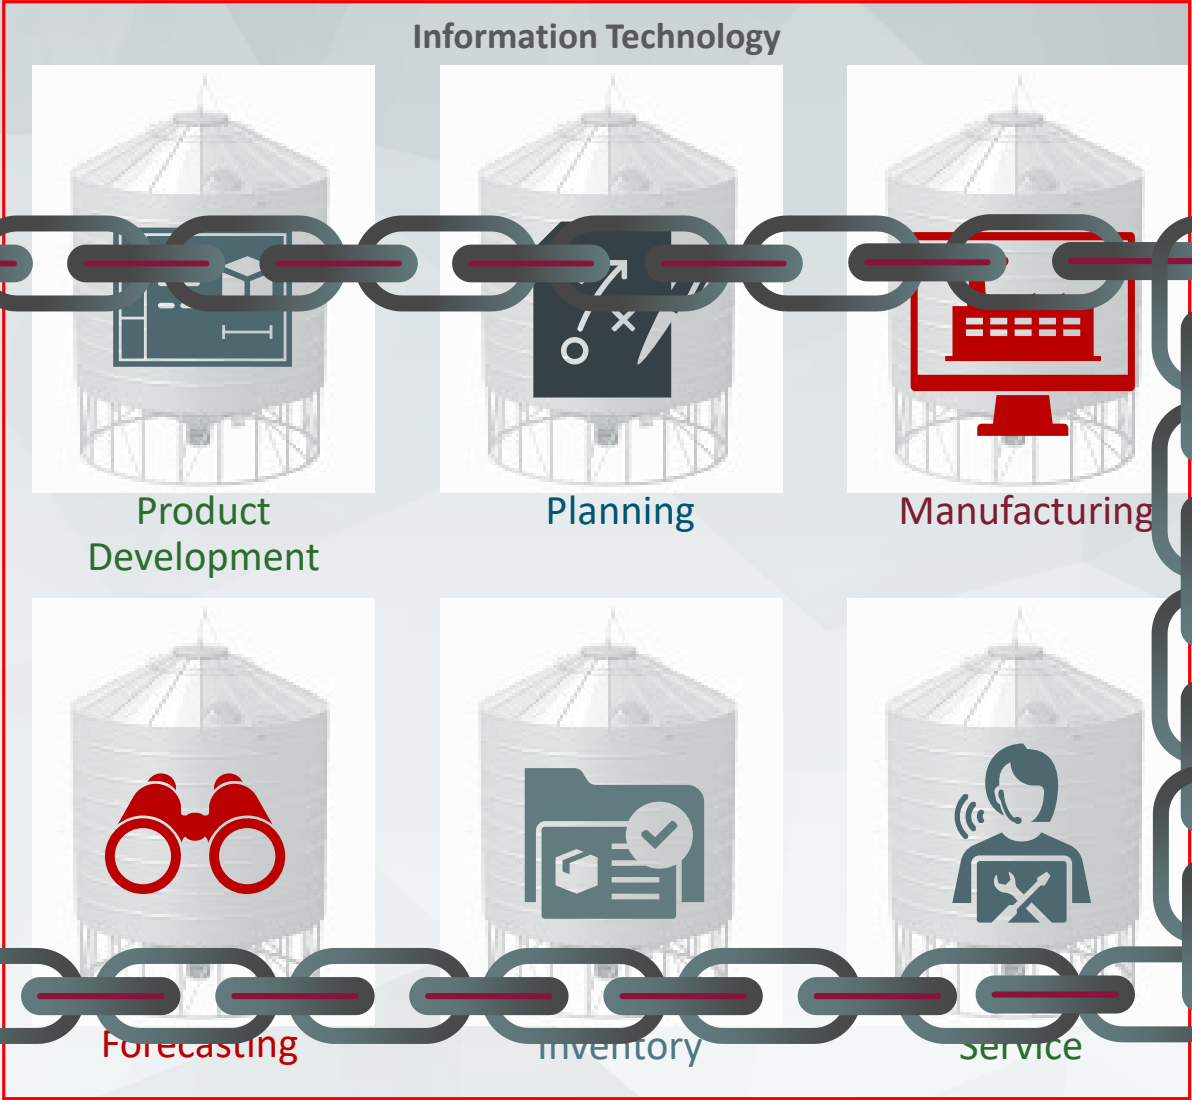 Information Technology
Product
Development
Planning
Manufacturing
Forecasting
Inventory
Service